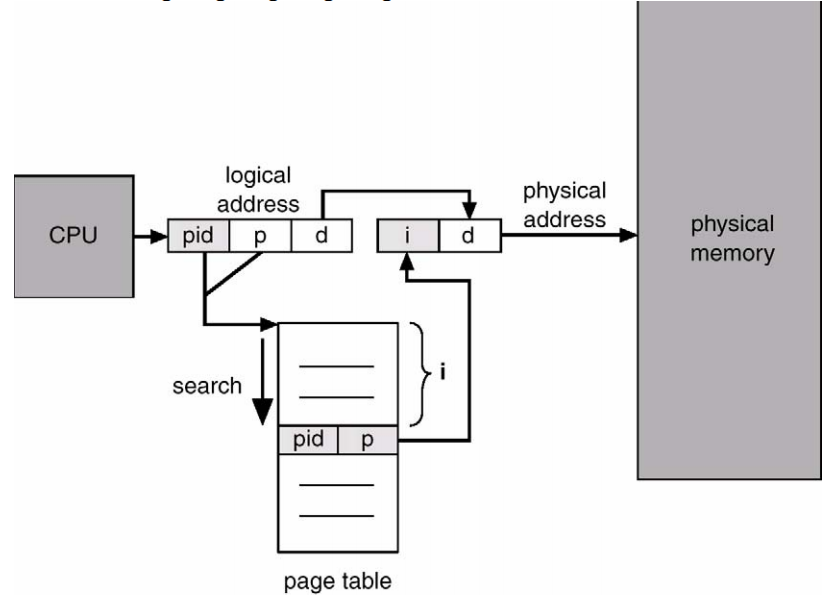 logical
address
physical
address
CPU
pid
p
d
i
d
physical
memory
search
i
pid
p
page table